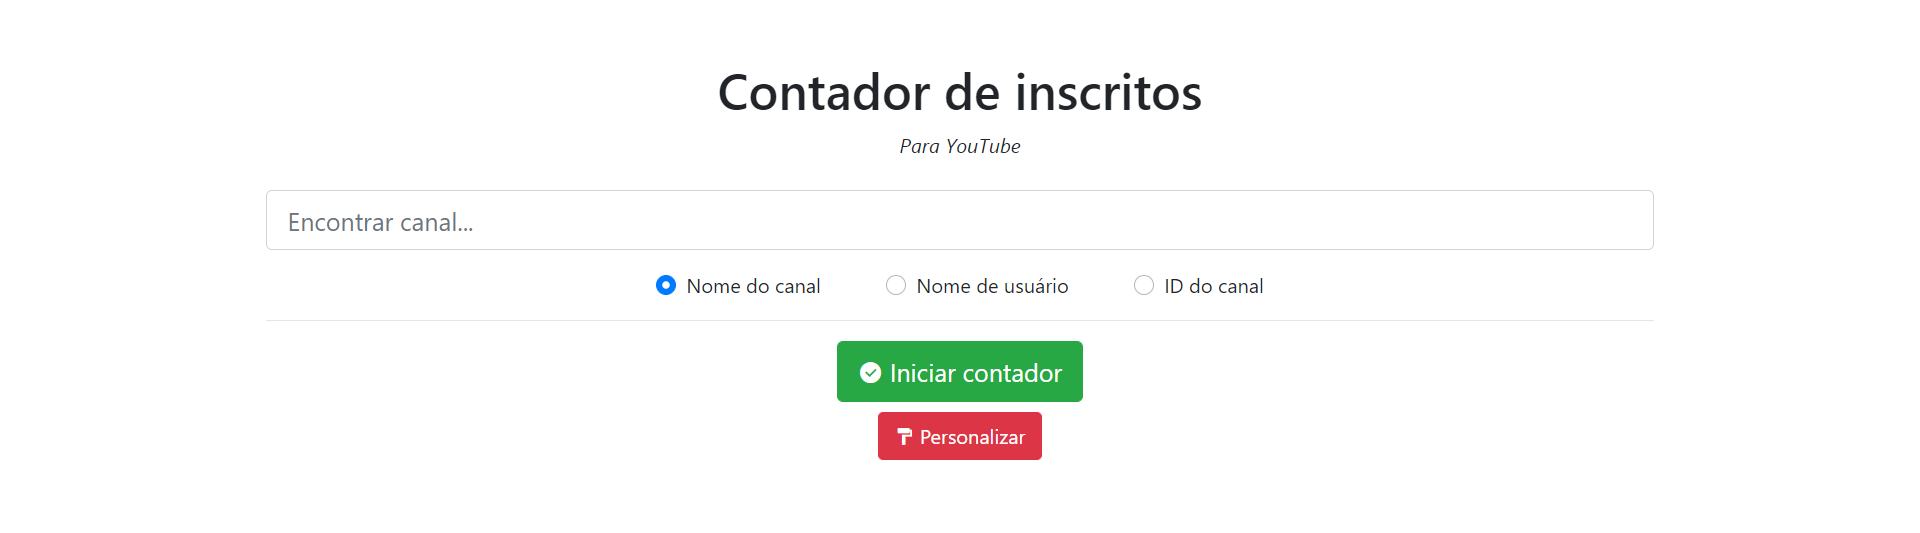 Contador de inscritos
Para YouTube
Encontrar canal...
Nome do canal Nome de usuário ID do canal
Iniciar contador
Personalizar